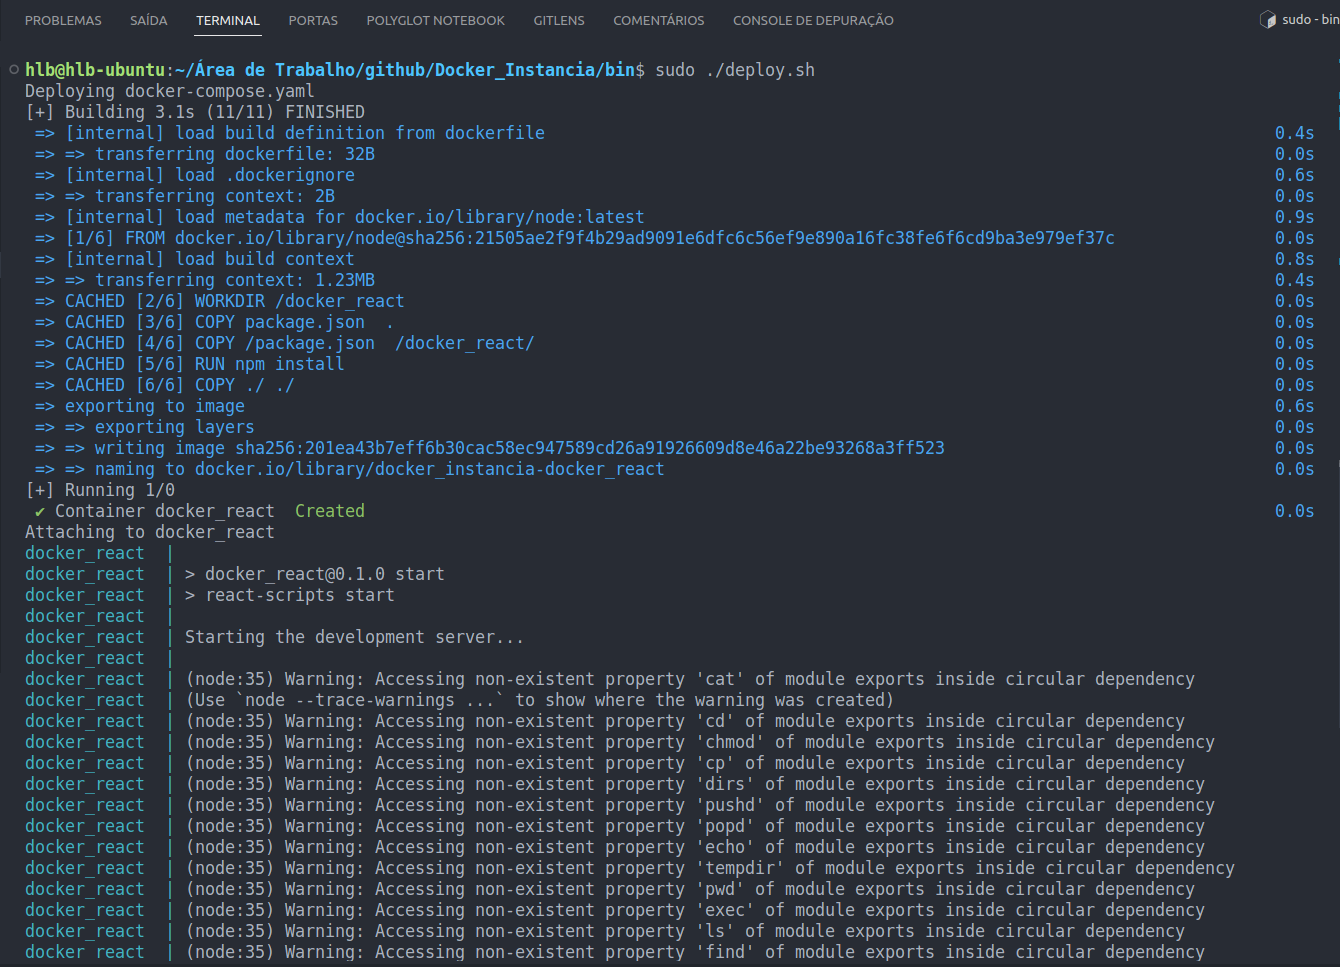 PROBLEMAS SAÍDA TERMINAL PORTAS POLYGLOT NOTEBOOK GITLENS COMENTÁRIOS CONSOLE DE DEPURAÇÃO sudo - bin
hlb@hlb-ubuntu:~/Área de Trabalho/github/Docker_Instancia/bin$ sudo ./deploy.sh
Deploying docker-compose.yaml
[+] Building 3.1s (11/11) FINISHED
=> [internal] load build definition from dockerfile 0.4s
=> => transferring dockerfile: 32B 0.0s
=> [internal] load .dockerignore 0.6s
=> => transferring context: 2B 0.0s
=> [internal] load metadata for docker.io/library/node:latest 0.9s
=> [1/6] FROM docker.io/library/node@sha256:21505ae2f9f4b29ad9091e6dfc6c56ef9e890a16fc38fe6f6cd9ba3e979ef37c 0.0s
=> [internal] load build context 0.8s
=> => transferring context: 1.23MB 0.4s
=> CACHED [2/6] WORKDIR /docker_react 0.0s
=> CACHED [3/6] COPY package.json  . 0.0s
=> CACHED [4/6] COPY /package.json  /docker_react/ 0.0s
=> CACHED [5/6] RUN npm install 0.0s
=> CACHED [6/6] COPY ./ ./ 0.0s
=> exporting to image 0.6s
=> => exporting layers 0.0s
=> => writing image sha256:201ea43b7eff6b30cac58ec947589cd26a91926609d8e46a22be93268a3ff523 0.0s
=> => naming to docker.io/library/docker_instancia-docker_react 0.0s
[+] Running 1/0
✔ Container docker_react  Created 0.0s
Attaching to docker_react
docker_react  |
docker_react  | > docker_react@0.1.0 start
docker_react  | > react-scripts start
docker_react  |
docker_react  | Starting the development server...
docker_react  |
docker_react  | (node:35) Warning: Accessing non-existent property 'cat' of module exports inside circular dependency
docker_react  | (Use `node --trace-warnings ...` to show where the warning was created)
docker_react  | (node:35) Warning: Accessing non-existent property 'cd' of module exports inside circular dependency
docker_react  | (node:35) Warning: Accessing non-existent property 'chmod' of module exports inside circular dependency
docker_react  | (node:35) Warning: Accessing non-existent property 'cp' of module exports inside circular dependency
docker_react  | (node:35) Warning: Accessing non-existent property 'dirs' of module exports inside circular dependency
docker_react  | (node:35) Warning: Accessing non-existent property 'pushd' of module exports inside circular dependency
docker_react  | (node:35) Warning: Accessing non-existent property 'popd' of module exports inside circular dependency
docker_react  | (node:35) Warning: Accessing non-existent property 'echo' of module exports inside circular dependency
docker_react  | (node:35) Warning: Accessing non-existent property 'tempdir' of module exports inside circular dependency
docker_react  | (node:35) Warning: Accessing non-existent property 'pwd' of module exports inside circular dependency
docker_react  | (node:35) Warning: Accessing non-existent property 'exec' of module exports inside circular dependency
docker_react  | (node:35) Warning: Accessing non-existent property 'ls' of module exports inside circular dependency
docker_react  | (node:35) Warning: Accessing non-existent property 'find' of module exports inside circular dependency